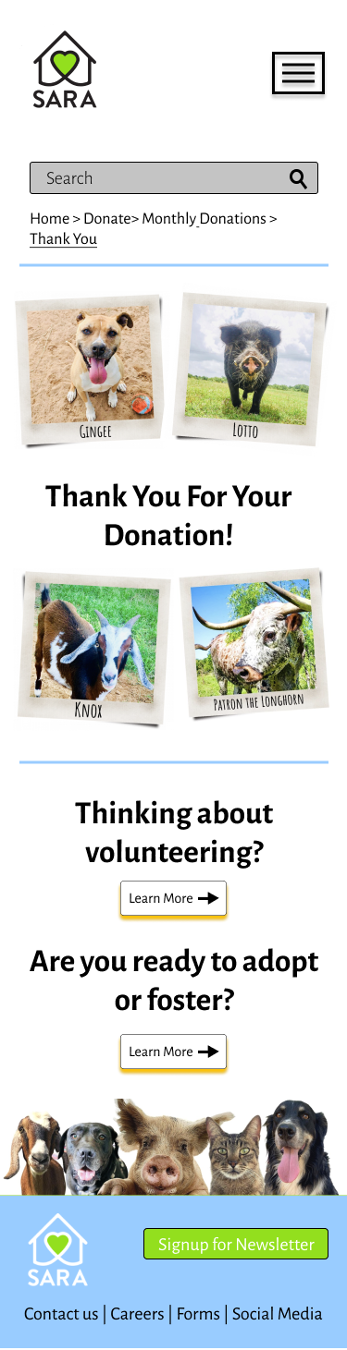 SARA
Search
Home > Donate> Monthly Donations >
Thank You
Gingee
Lotto
Thank You For Your
Donation!
Knox
Patron the Longhorn
Thinking about
volunteering?
Learn More
Are you ready to adopt
or foster?
Learn More
SARA
Signup for Newsletter
Contact us | Careers | Forms | Social Media